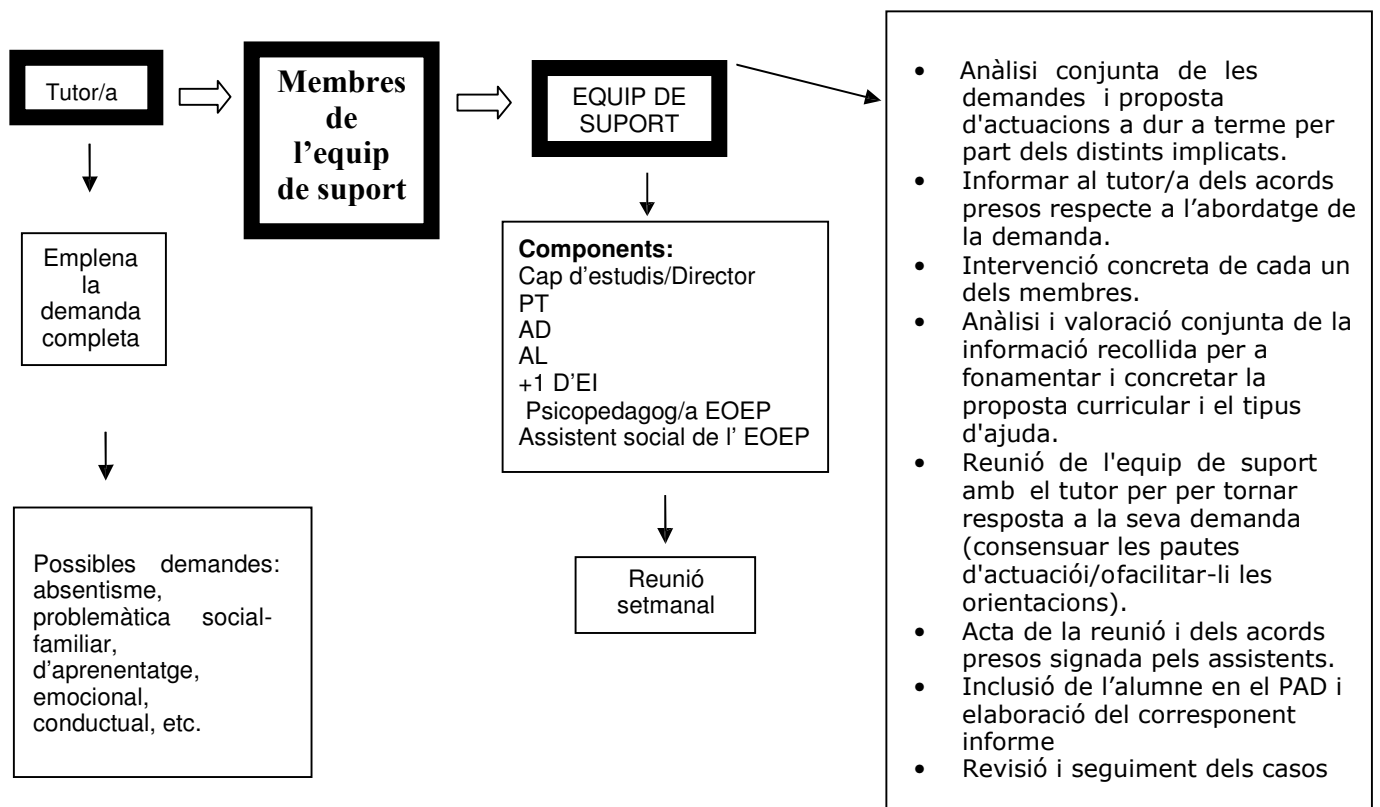 Tutor/a
Membres
de
l’equip
de suport
EQUIP DE
SUPORT
Emplena
la
demanda
completa
Possibles demandes:
absentisme,
problemàtica social-
familiar,
d’aprenentatge,
emocional,
conductual, etc.
Components:
Cap d’estudis/Director
PT
AD
AL
+1 D’EI
Psicopedagog/a EOEP
Assistent social de l’ EOEP
Reunió
setmanal
• Anàlisi conjunta de les
demandes i proposta
d'actuacions a dur a terme per
part dels distints implicats.
• Informar al tutor/a dels acords
presos respecte a l’abordatge de
la demanda.
• Intervenció concreta de cada un
dels membres.
• Anàlisi i valoració conjunta de la
informació recollida per a
fonamentar i concretar la
proposta curricular i el tipus
d'ajuda.
• Reunió de l'equip de suport
amb el tutor per per tornar
resposta a la seva demanda
(consensuar les pautes
d'actuaciói/ofacilitar-li les
orientacions).
• Acta de la reunió i dels acords
presos signada pels assistents.
• Inclusió de l’alumne en el PAD i
elaboració del corresponent
informe
• Revisió i seguiment dels casos